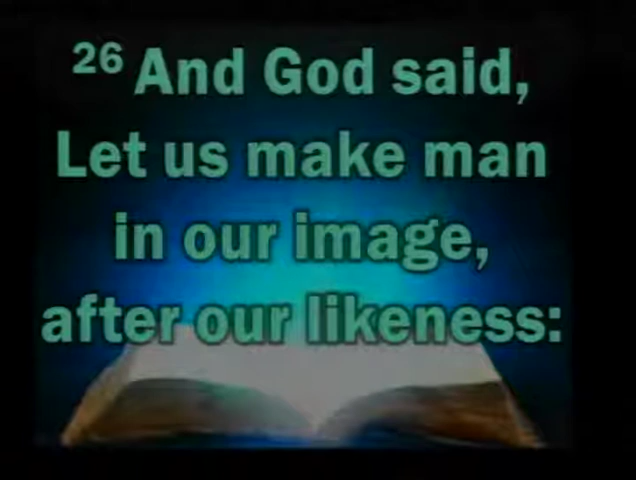 26 And God said,
Let us make man
in our image,
after our likeness: